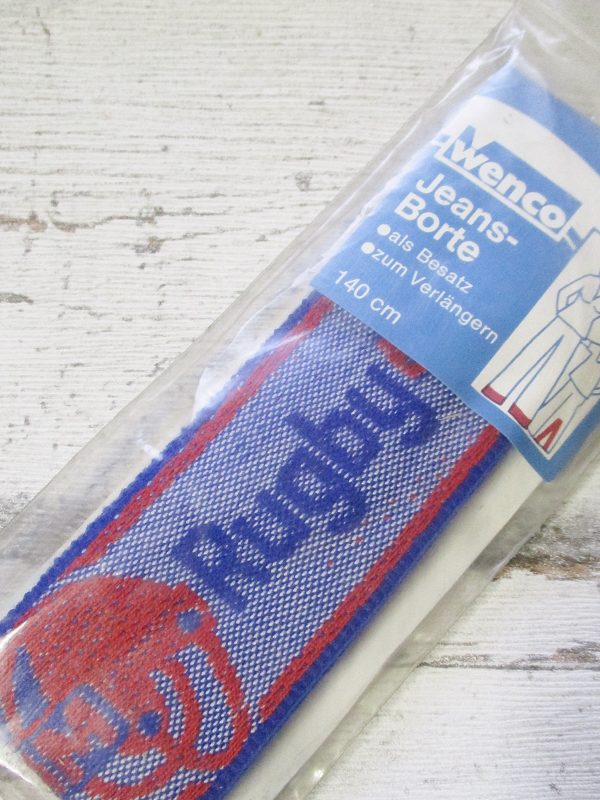 wenco
Jeans-
Borte
• als Besatz
• zum Verlängern
140 cm
Rugby